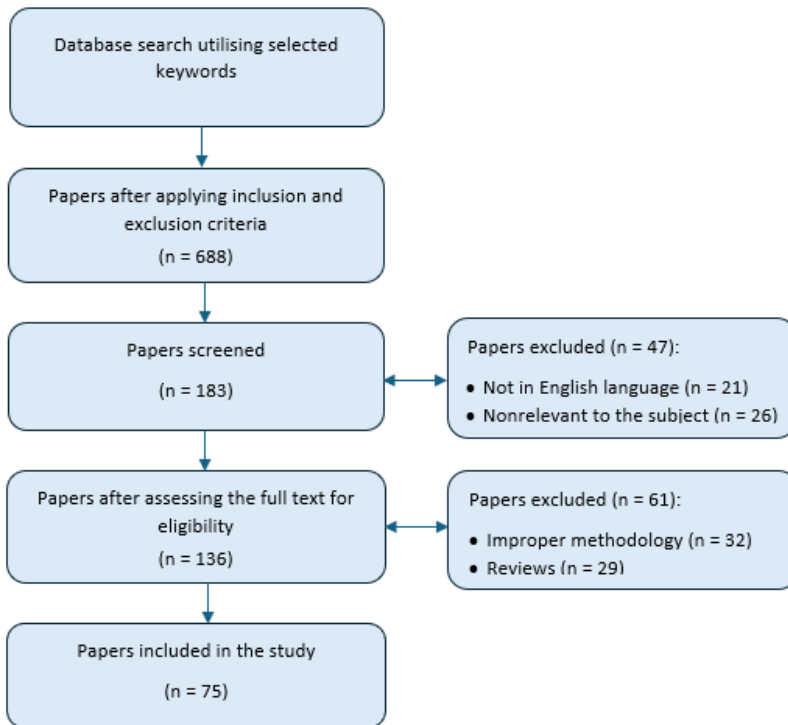 Database search utilising selected
keywords
Papers after applying inclusion and
exclusion criteria
(n = 688)
Papers screened
(n = 183)
Papers excluded (n = 47):
• Not in English language (n = 21)
• Nonrelevant to the subject (n = 26)
Papers after assessing the full text for
eligibility
(n = 136)
Papers excluded (n = 61):
• Improper methodology (n = 32)
• Reviews (n = 29)
Papers included in the study
(n = 75)